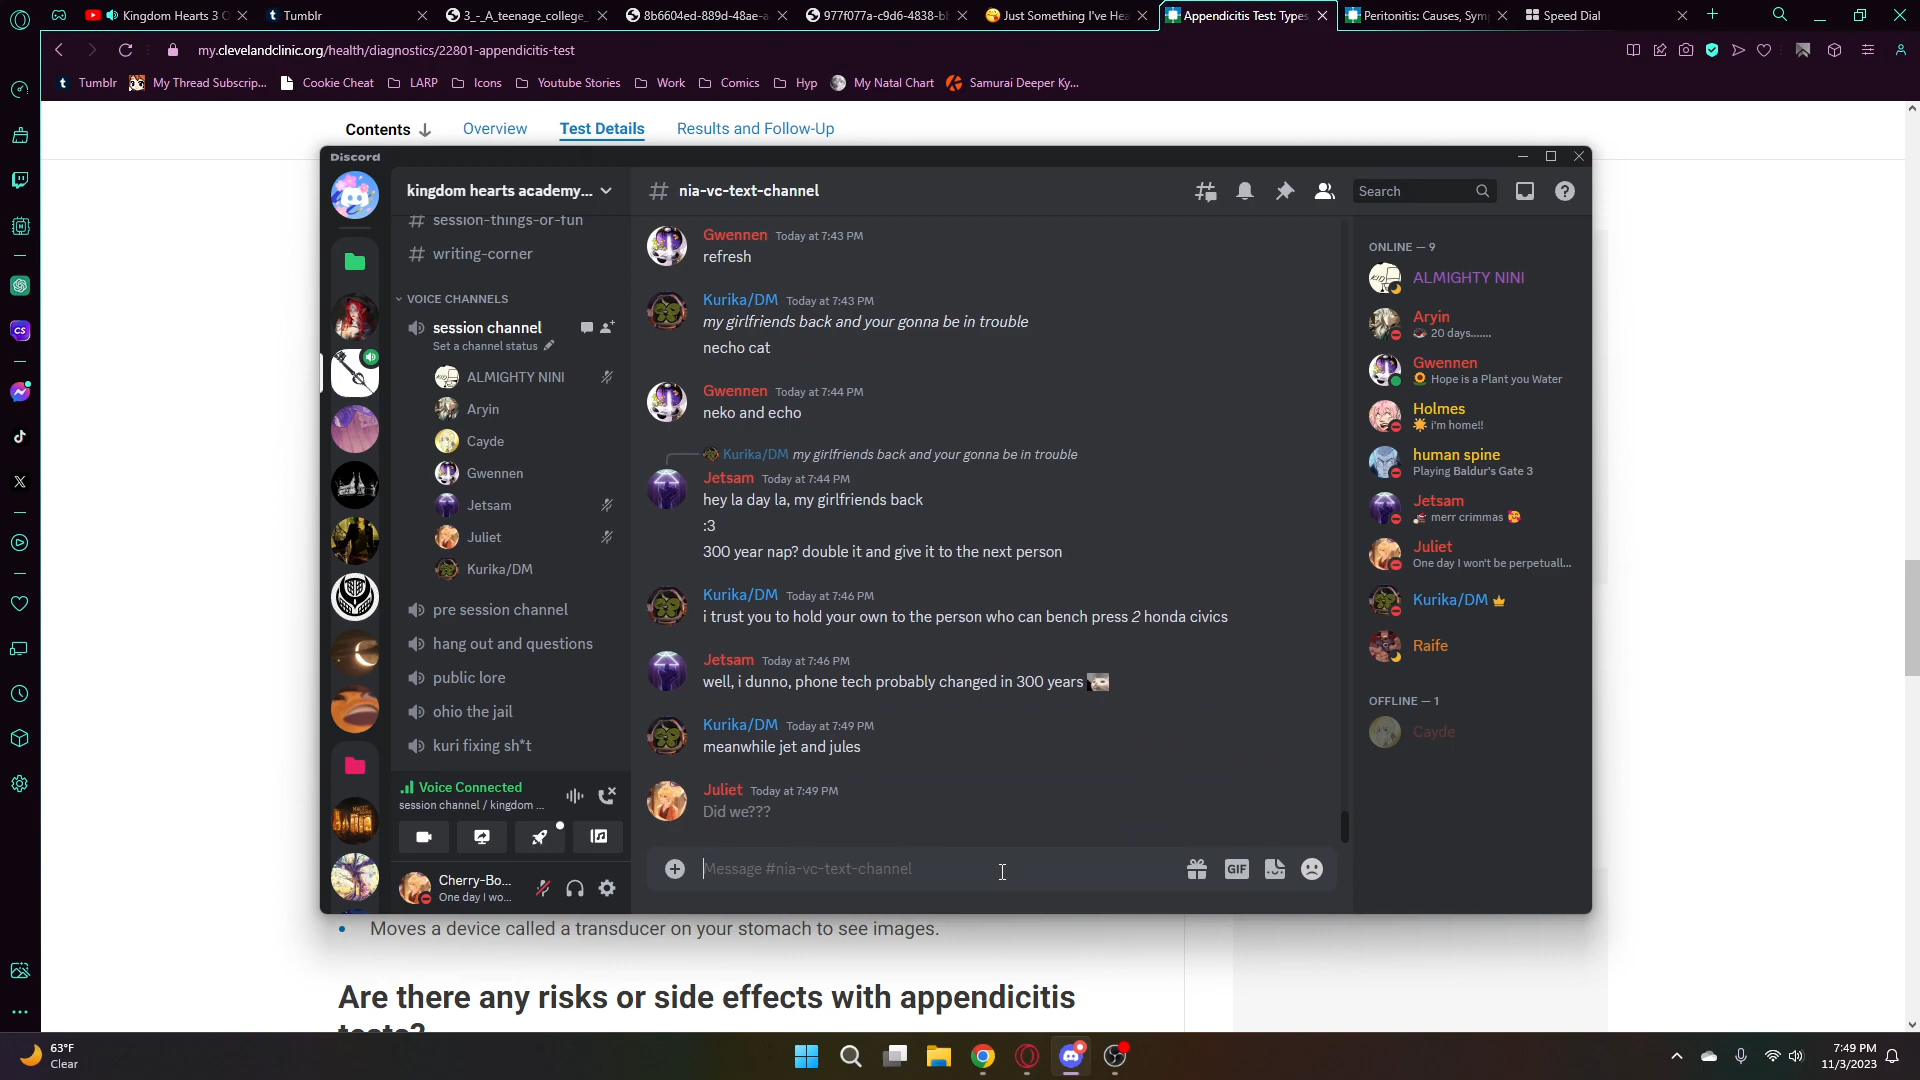 Kingdom Hearts 3 O
Tumblr
3_-_A_teenage_college_
8b6604ed-889d-48ae-a
977f077a-c9d6-4838-b
Just Something I've Hea
Appendicitis Test: Types,
Peritonitis: Causes, Sym
Speed Dial
my.clevelandclinic.org/health/diagnostics/22801-appendicitis-test
Tumblr
My Thread Subscrip...
Cookie Cheat
LARP
Icons
Youtube Stories
Work
Comics
Hyp
My Natal Chart
Samurai Deeper Ky...
Contents
Overview
Test Details
Results and Follow-Up
Discord
kingdom hearts academy...
session-things-or-fun
writing-corner
VOICE CHANNELS
session channel
Set a channel status
ALMIGHTY NINI
Aryin
Cayde
Gwennen
Jetsam
Juliet
Kurika/DM
pre session channel
hang out and questions
public lore
ohio the jail
kuri fixing sh*t
Voice Connected
session channel / kingdom ...
Cherry-Bo...
One day I wo...
# nia-vc-text-channel
Search
Gwennen Today at 7:43 PM
refresh
Kurika/DM Today at 7:43 PM
my girlfriends back and your gonna be in trouble
necho cat
Gwennen Today at 7:44 PM
neko and echo
Kurika/DM my girlfriends back and your gonna be in trouble
Jetsam Today at 7:44 PM
hey la day la, my girlfriends back
:3
300 year nap? double it and give it to the next person
Kurika/DM Today at 7:46 PM
i trust you to hold your own to the person who can bench press 2 honda civics
Jetsam Today at 7:46 PM
well, i dunno, phone tech probably changed in 300 years
Kurika/DM Today at 7:49 PM
meanwhile jet and jules
Juliet Today at 7:49 PM
Did we???
Message #nia-vc-text-channel
GIF
ONLINE — 9
ALMIGHTY NINI
Aryin
20 days.......
Gwennen
Hope is a Plant you Water
Holmes
i'm home!!
human spine
Playing Baldur's Gate 3
Jetsam
merr crimmas
Juliet
One day I won't be perpetuall...
Kurika/DM
Raife
OFFLINE — 1
Cayde
Moves a device called a transducer on your stomach to see images.
Are there any risks or side effects with appendicitis
tests?
63°F
Clear
7:49 PM
11/3/2023